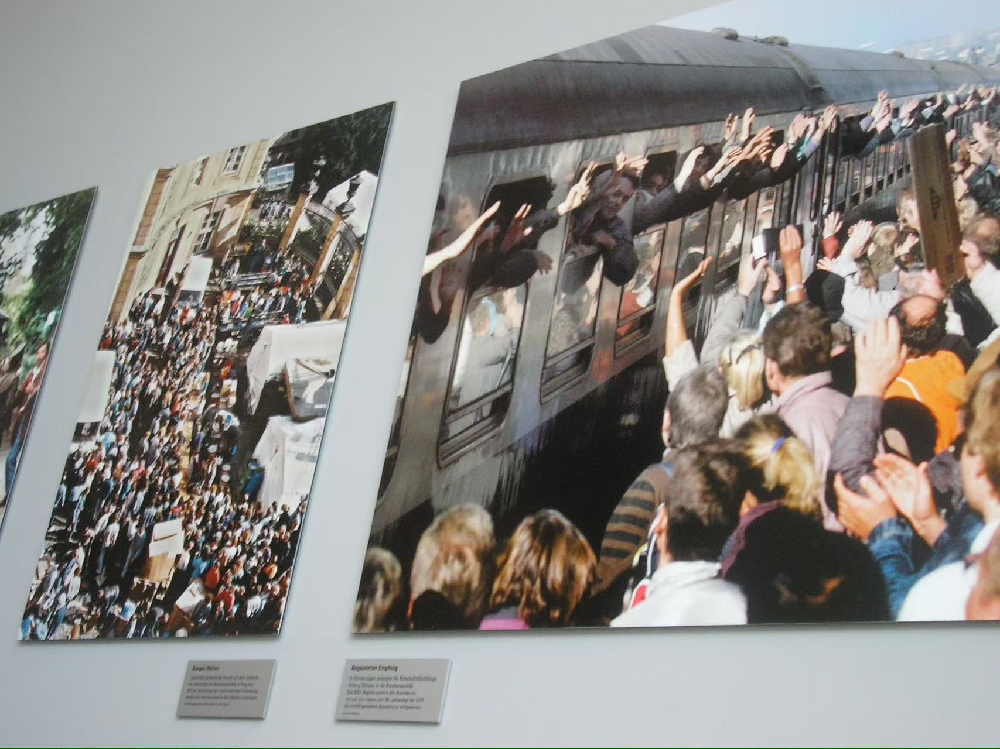 Banges Warten
Tausende Ostdeutsche harren auf dem Gelände
der Botschaft der Bundesrepublik in Prag aus.
Mit der Besetzung der diplomatischen Vertretung
wollen sie ihre Ausreise in den Westen erzwingen.
Begeisterter Empfang
In Sonderzügen gelangen die Botschaftsflüchtlinge
Anfang Oktober in die Bundesrepublik.
Das SED-Regime stimmt der Ausreise zu,
um vor den Feiern zum 40. Jahrestag der DDR
die konfliktgeladene Situation zu entspannen.